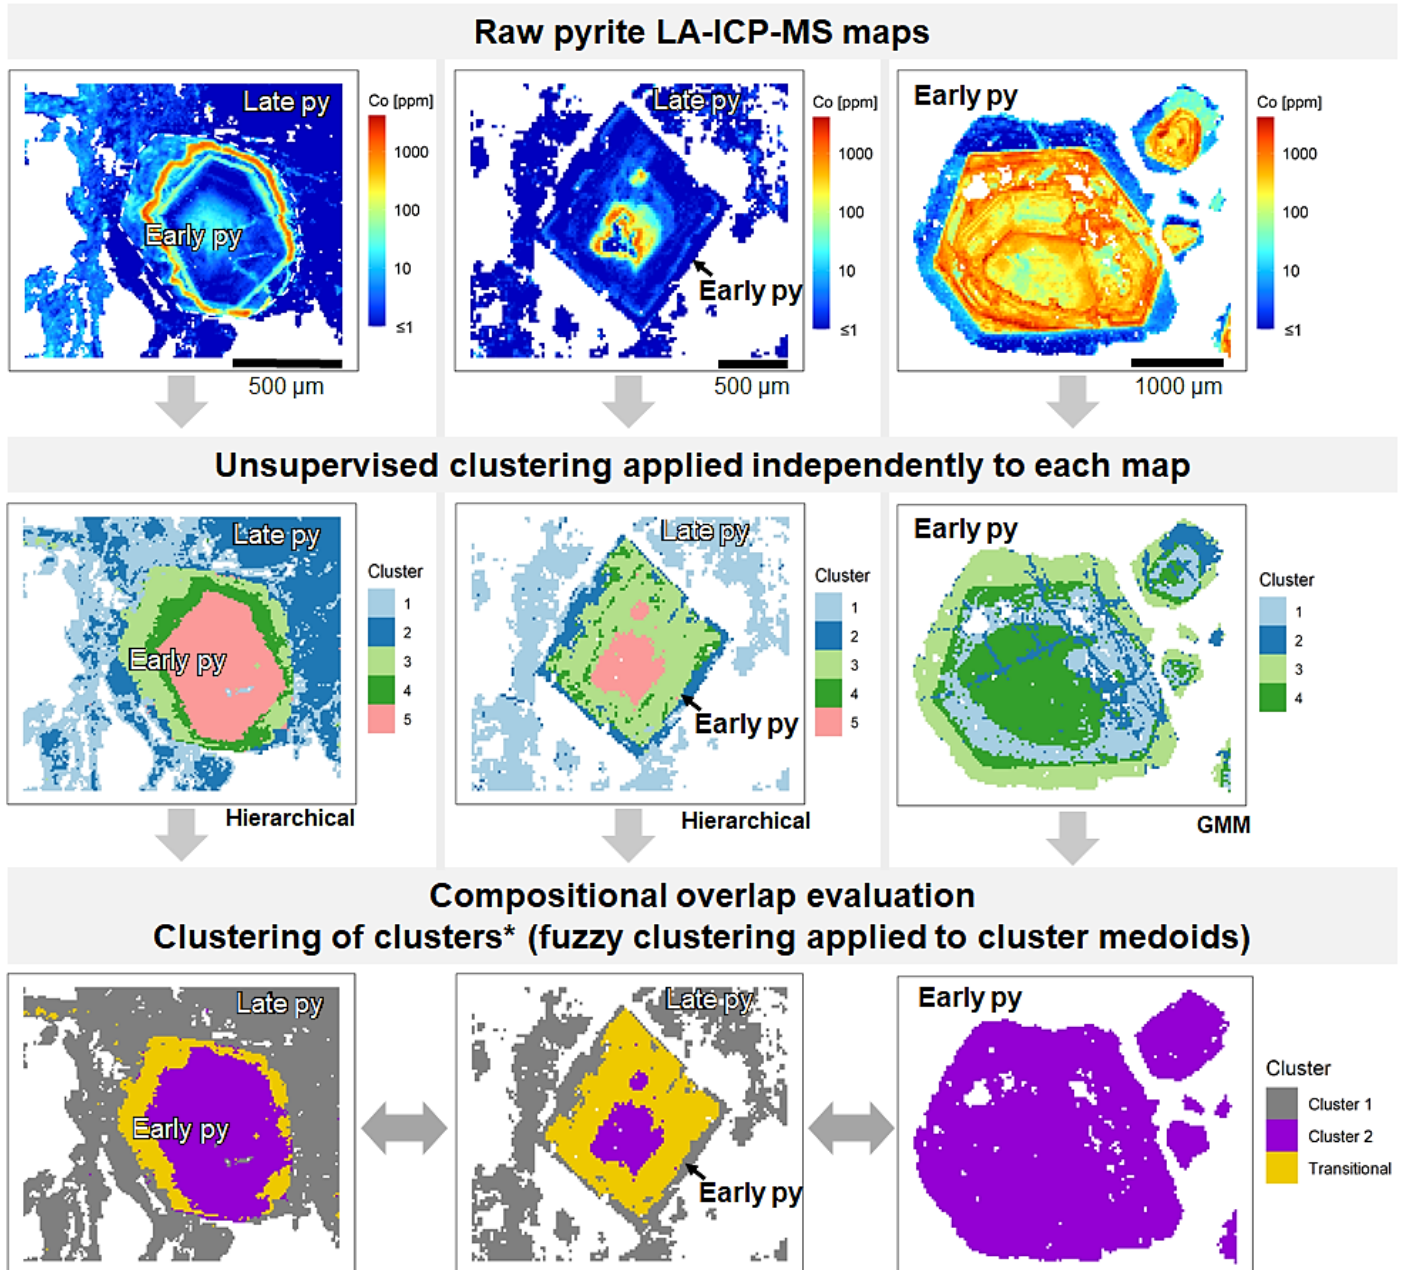 Raw pyrite LA-ICP-MS maps
Late py
Early py
Co [ppm]
1000
100
10
≤1
500 µm
Late py
Early py
Co [ppm]
1000
100
10
≤1
500 µm
Early py
Co [ppm]
1000
100
10
≤1
1000 µm
Unsupervised clustering applied independently to each map
Late py
Early py
Cluster
1
2
3
4
5
Hierarchical
Late py
Early py
Cluster
1
2
3
4
5
Hierarchical
Early py
Cluster
1
2
3
4
GMM
Compositional overlap evaluation
Clustering of clusters* (fuzzy clustering applied to cluster medoids)
Late py
Early py
Late py
Early py
Early py
Cluster
Cluster 1
Cluster 2
Transitional